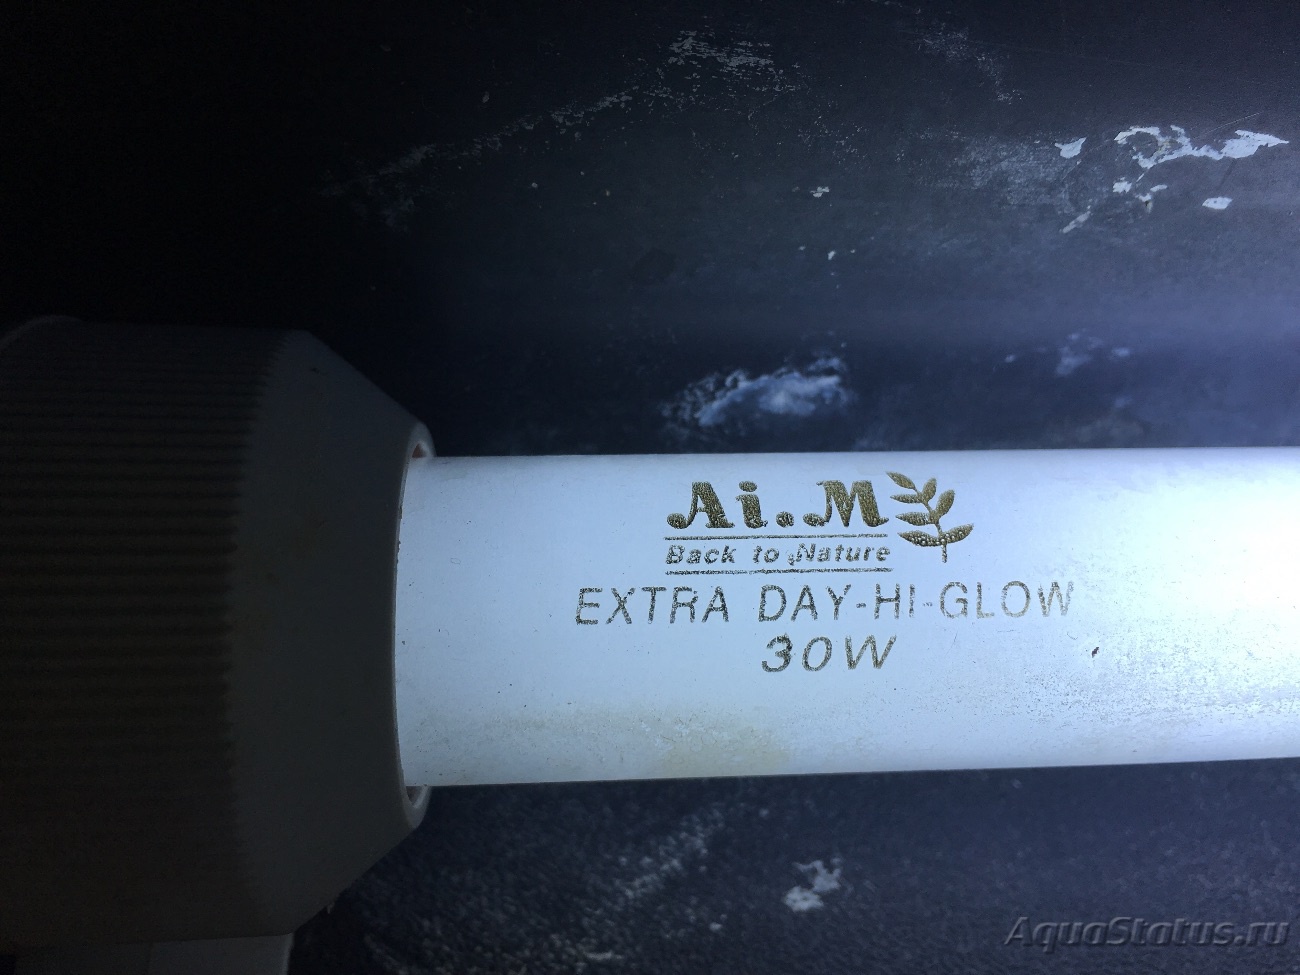 Ai.M
Back to Nature
EXTRA DAY-HI-GLOW
30W
AquaStatus.ru